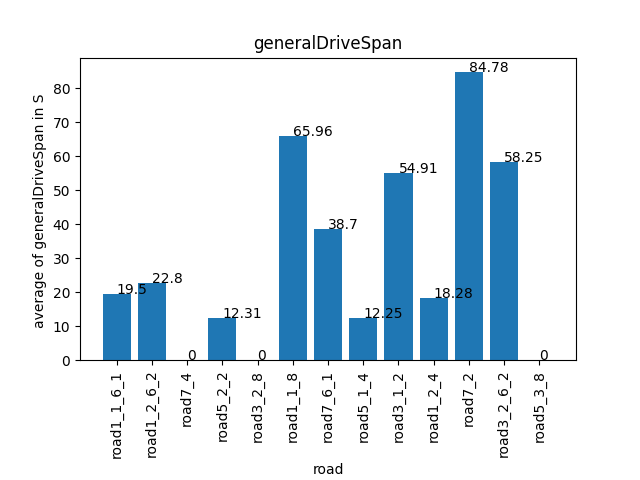 generalDriveSpan
average of generalDriveSpan in S
80
70
60
50
40
30
20
10
0
19.5
22.8
0
12.31
0
65.96
38.7
12.25
54.91
18.28
84.78
58.25
0
road1_1_6_1
road1_2_6_2
road7_4
road5_2_2
road3_2_8
road1_1_8
road7_6_1
road5_1_4
road3_1_2
road1_2_4
road7_2
road3_2_6_2
road5_3_8
road